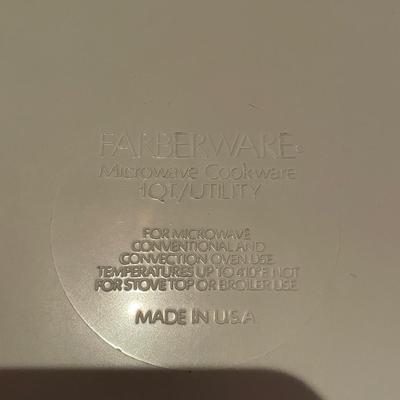 FARBERWARE®
Microwave Cookware
1QT/UTILITY
FOR MICROWAVE
CONVENTIONAL AND
CONVECTION OVEN USE
TEMPERATURES UP TO 410°F NOT
FOR STOVE TOP OR BROILER USE
MADE IN U.S.A.